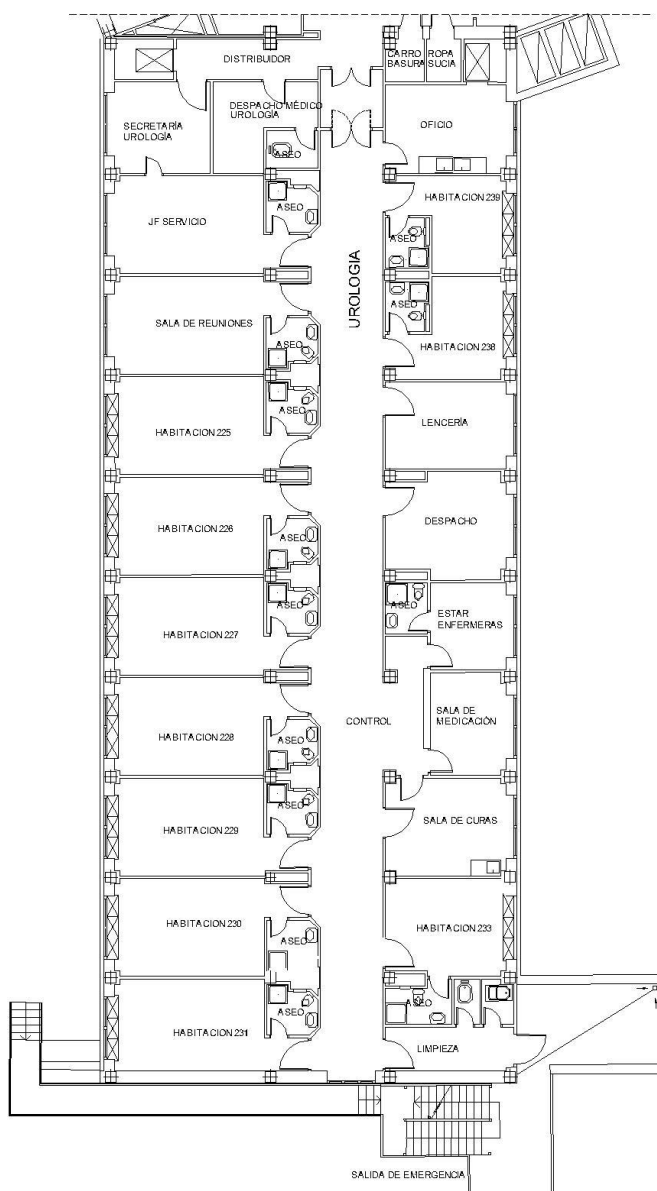 CARRO
BASURA
ROPA
SUCIA
DISTRIBUIDOR
DESPACHO MÉDICO
UROLOGÍA
SECRETARÍA
UROLOGÍA
OFICIO
ASEO
JF SERVICIO
ASEO
HABITACION 239
ASEO
UROLOGIA
SALA DE REUNIONES
ASEO
ASEO
HABITACION 238
HABITACION 225
ASEO
LENCERÍA
HABITACION 226
ASEO
DESPACHO
HABITACION 227
ASEO
ASEO
ESTAR
ENFERMERAS
HABITACION 228
ASEO
CONTROL
SALA DE
MEDICACIÓN
HABITACION 229
ASEO
SALA DE CURAS
HABITACION 230
ASEO
HABITACION 233
HABITACION 231
ASEO
ASEO
LIMPIEZA
SALIDA DE EMERGENCIA